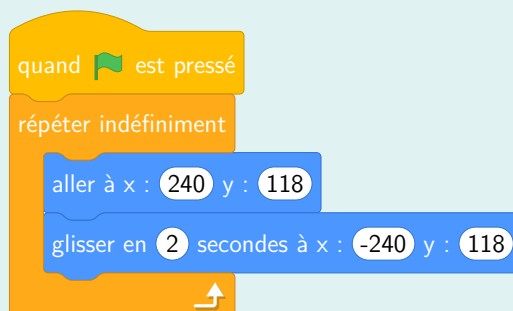 quand est pressé
répéter indéfiniment
aller à x : 240 y : 118
glisser en 2 secondes à x : -240 y : 118